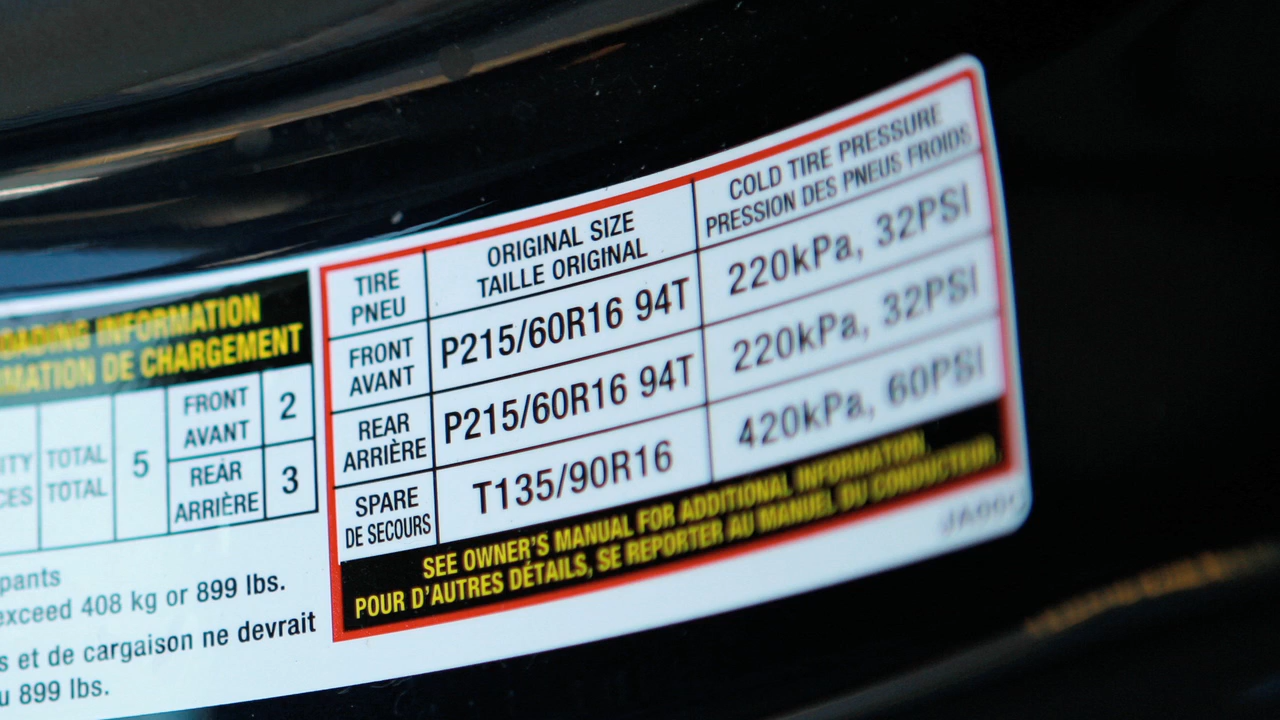 OADING INFORMATION
MATION DE CHARGEMENT
ITY
CES
TOTAL
TOTAL
5
FRONT
AVANT
2
REAR
ARRIÈRE
3
pants
exceed 408 kg or 899 lbs.
s et de cargaison ne devrait
u 899 lbs.
TIRE
PNEU
ORIGINAL SIZE
TAILLE ORIGINAL
COLD TIRE PRESSURE
PRESSION DES PNEUS FROIDS
FRONT
AVANT
P215/60R16 94T
220kPa, 32PSI
REAR
ARRIÈRE
P215/60R16 94T
220kPa, 32PSI
SPARE
DE SECOURS
T135/90R16
420kPa, 60PSI
SEE OWNER'S MANUAL FOR ADDITIONAL INFORMATION.
POUR D'AUTRES DÉTAILS, SE REPORTER AU MANUEL DU CONDUCTEUR.